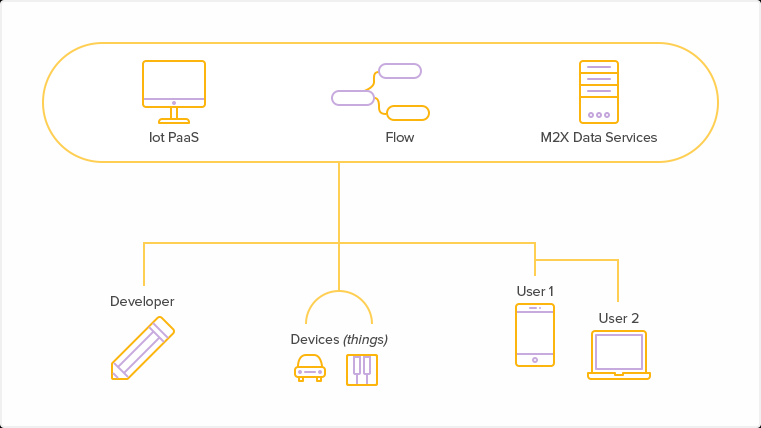 Iot PaaS
Flow
M2X Data Services
Developer
Devices (things)
User 1
User 2